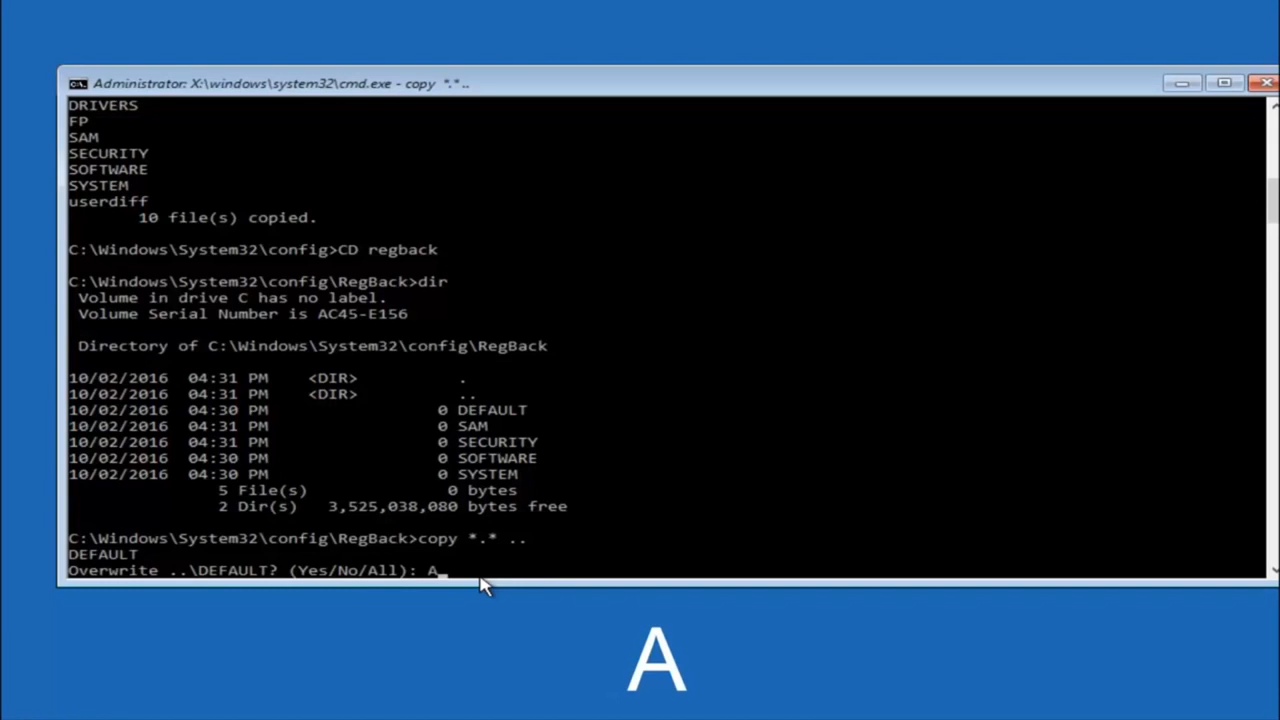 Administrator: X:\windows\system32\cmd.exe - copy *.* ..
DRIVERS
FP
SAM
SECURITY
SOFTWARE
SYSTEM
userdiff
10 file(s) copied.
C:\Windows\System32\config>CD regback
C:\Windows\System32\config\RegBack>dir
Volume in drive C has no label.
Volume Serial Number is AC45-E156
Directory of C:\Windows\System32\config\RegBack
10/02/2016 04:31 PM <DIR> .
10/02/2016 04:31 PM <DIR> ..
10/02/2016 04:30 PM 0 DEFAULT
10/02/2016 04:31 PM 0 SAM
10/02/2016 04:31 PM 0 SECURITY
10/02/2016 04:30 PM 0 SOFTWARE
10/02/2016 04:30 PM 0 SYSTEM
5 File(s) 0 bytes
2 Dir(s) 3,525,038,080 bytes free
C:\Windows\System32\config\RegBack>copy *.* ..
DEFAULT
Overwrite ..\DEFAULT? (Yes/No/All): A_
A